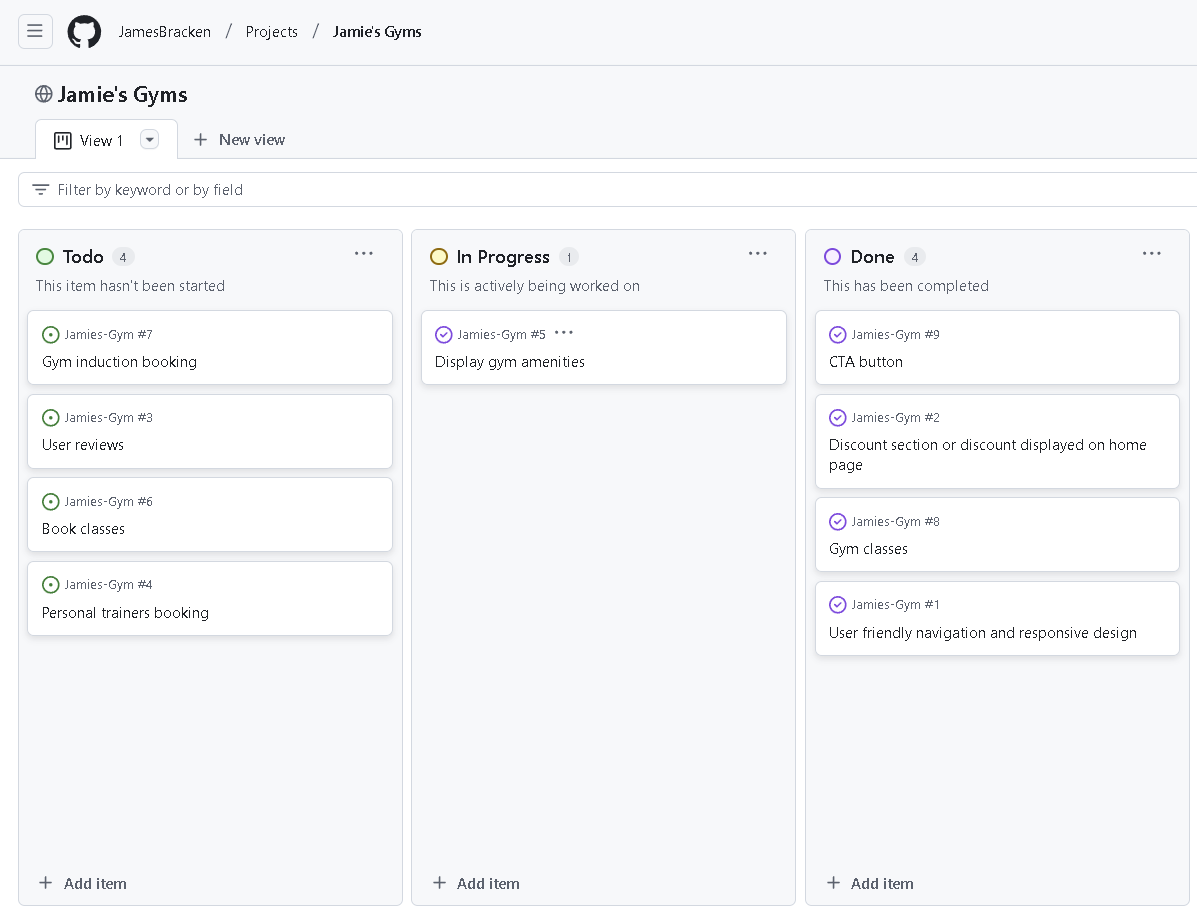 JamesBracken / Projects / Jamie's Gyms
Jamie's Gyms
View 1
New view
Filter by keyword or by field
Todo 4
This item hasn't been started
Jamies-Gym #7
Gym induction booking
Jamies-Gym #3
User reviews
Jamies-Gym #6
Book classes
Jamies-Gym #4
Personal trainers booking
+ Add item
In Progress 1
This is actively being worked on
Jamies-Gym #5
Display gym amenities
+ Add item
Done 4
This has been completed
Jamies-Gym #9
CTA button
Jamies-Gym #2
Discount section or discount displayed on home
page
Jamies-Gym #8
Gym classes
Jamies-Gym #1
User friendly navigation and responsive design
+ Add item